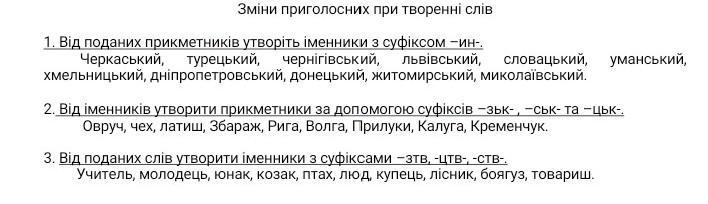 Зміни приголосних при творенні слів
1. Від поданих прикметників утворіть іменники з суфіксом –ин-.
Черкаський, турецький, чернігівський, львівський, словацький, уманський,
хмельницький, дніпропетровський, донецький, житомирський, миколаївський.
2. Від іменників утворити прикметники за допомогою суфіксів –зьк- , –ськ- та –цьк-.
Овруч, чех, латиш, Збараж, Рига, Волга, Прилуки, Калуга, Кременчук.
3. Від поданих слів утворити іменники з суфіксами –зтв, -цтв-, -ств-.
Учитель, молодець, юнак, козак, птах, люд, купець, лісник, боягуз, товариш.